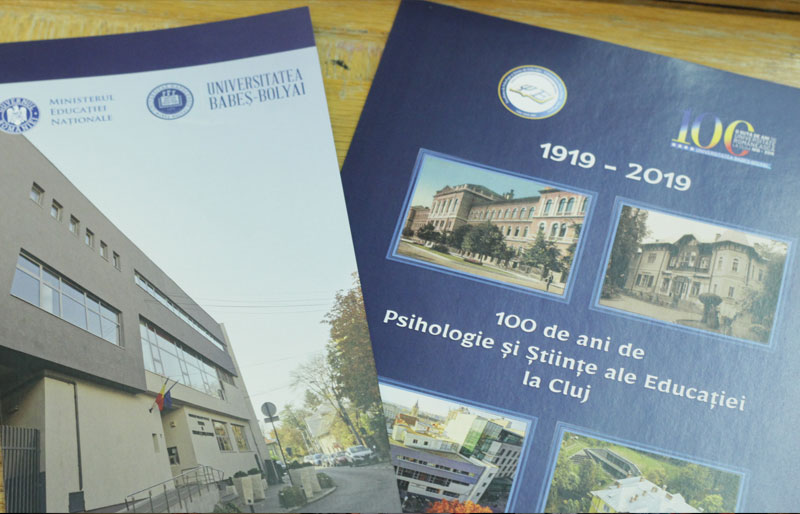 MINISTERUL
EDUCAȚIEI
NAȚIONALE
UNIVERSITATEA
BABEȘ-BOLYAI
100
1919 - 2019
100 de ani de
Psihologie și Științe ale Educației
la Cluj